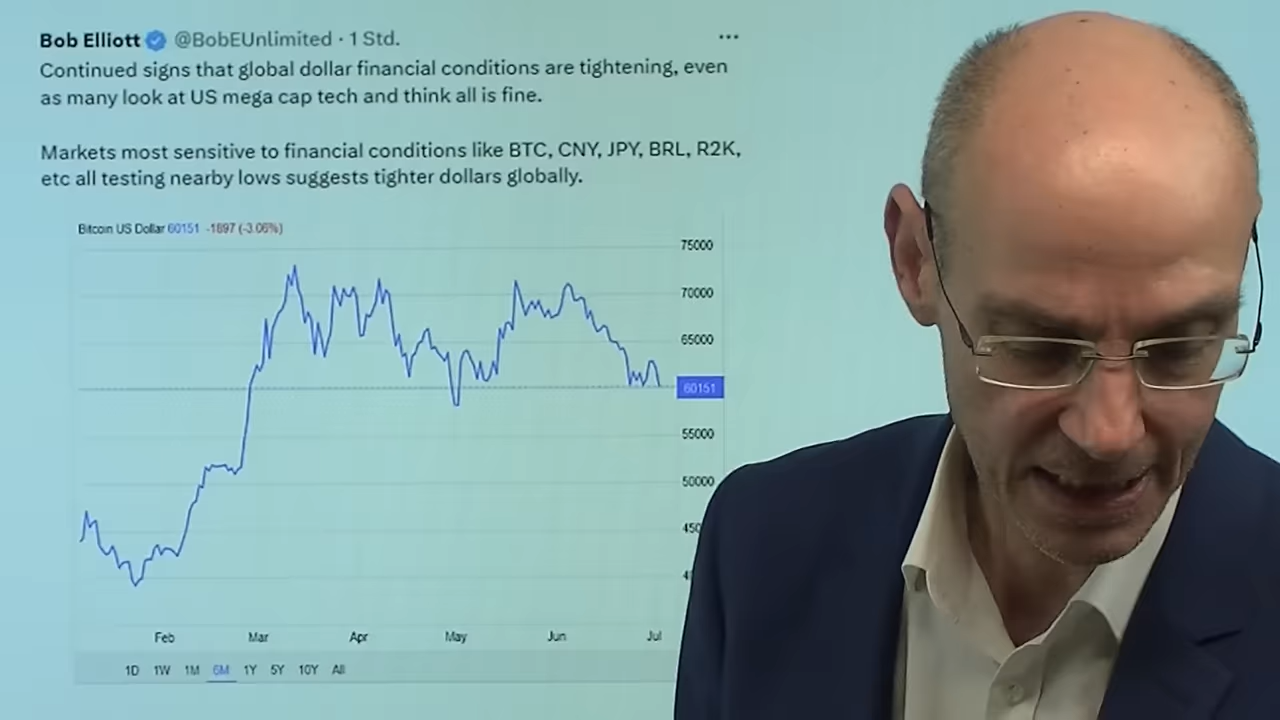 Bob Elliott @BobEUnlimited · 1 Std. ...
Continued signs that global dollar financial conditions are tightening, even
as many look at US mega cap tech and think all is fine.
Markets most sensitive to financial conditions like BTC, CNY, JPY, BRL, R2K,
etc all testing nearby lows suggests tighter dollars globally.
Bitcoin US Dollar 60151 -1897 (-3.06%)
75000
70000
65000
60151
55000
50000
Feb Mar Apr May Jun Jul
1D 1W 1M 6M 1Y 5Y 10Y All